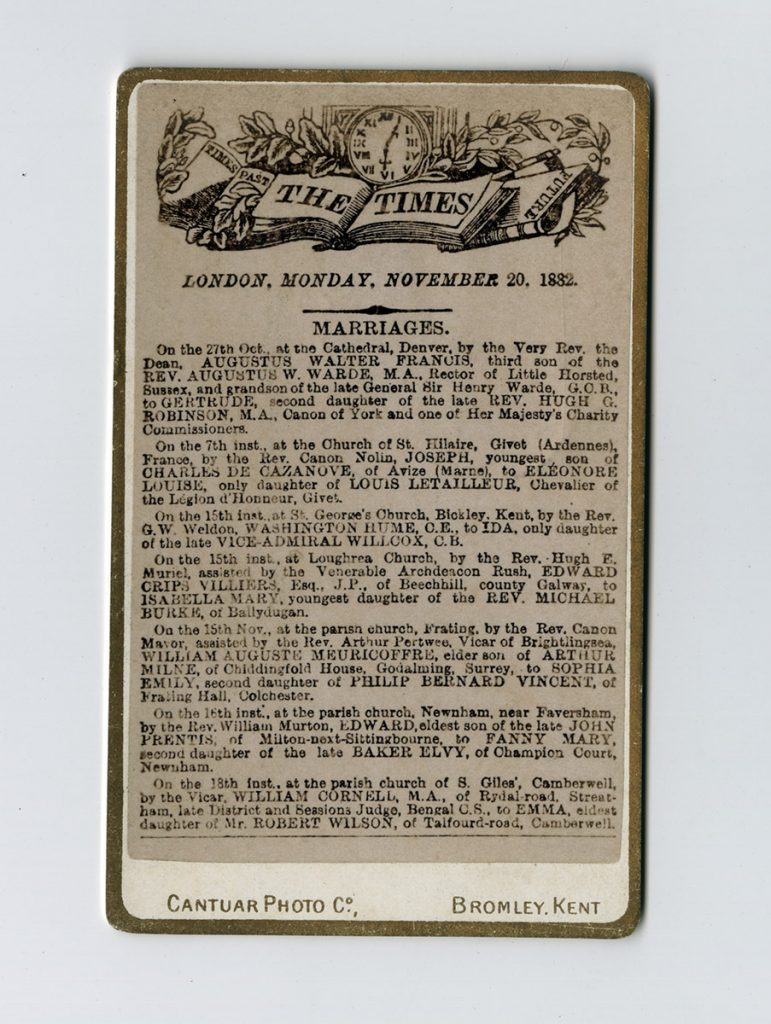 TIMES
PAST
THE TIMES
FUTURE
XII
I
II
III
IV
VI
VII
VIII
IX
XI
LONDON, MONDAY, NOVEMBER 20, 1882.
MARRIAGES.
On the 27th Oct., at the Cathedral, Denver, by the Very Rev. the
Dean, AUGUSTUS WALTER FRANCIS, third son of the
REV. AUGUSTUS W. WARDE, M.A., Rector of Little Horsted,
Sussex, and grandson of the late General Sir Henry Warde, G.C.B.,
to GERTRUDE, second daughter of the late REV. HUGH G.
ROBINSON, M.A., Canon of York and one of Her Majesty's Charity
Commissioners.
On the 7th inst., at the Church of St. Hilaire, Givet (Ardennes),
France, by the Rev. Canon Nolin, JOSEPH, youngest son of
CHARLES DE CAZANOVE, of Avize (Marne), to ELÉONORE
LOUISE, only daughter of LOUIS LETAILLEUR, Chevalier of
the Légion d'Honneur, Givet.
On the 15th inst., at St. George's Church, Bickley, Kent, by the Rev.
G.W. Weldon, WASHINGTON HUME, C.E., to IDA, only daughter
of the late VICE-ADMIRAL WILLCOX, C.B.
On the 15th inst., at Loughrea Church, by the Rev. Hugh E.
Muriel, assisted by the Venerable Archdeacon Rush, EDWARD
CRIPS VILLIERS, Esq., J.P., of Beechhill, county Galway, to
ISABELLA MARY, youngest daughter of the REV. MICHAEL
BURKE, of Ballydugan.
On the 15th Nov., at the parish church, Frating, by the Rev. Canon
Mavor, assisted by the Rev. Arthur Pertwee, Vicar of Brightlingsea,
WILLIAM AUGUSTE MEURICOFFRE, elder son of ARTHUR
MILNE, of Chiddingfold House, Godalming, Surrey, to SOPHIA
EMILY, second daughter of PHILIP BERNARD VINCENT, of
Frating Hall, Colchester.
On the 16th inst., at the parish church, Newnham, near Faversham,
by the Rev. William Murton, EDWARD, eldest son of the late JOHN
PRENTIS, of Milton-next-Sittingbourne, to FANNY MARY,
second daughter of the late BAKER ELVY, of Champion Court,
Newnham.
On the 18th inst., at the parish church of S. Giles', Camberwell,
by the Vicar, WILLIAM CORNELL, M.A., of Rydal-road, Streat-
ham, late District and Sessions Judge, Bengal C.S., to EMMA, eldest
daughter of Mr. ROBERT WILSON, of Talfourd-road, Camberwell.
CANTUAR PHOTO Co, BROMLEY. KENT